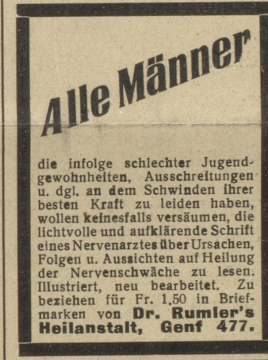 Alle Männer
die infolge schlechter Jugend-
gewohnheiten, Ausschreitungen
u. dgl. an dem Schwinden ihrer
besten Kraft zu leiden haben,
wollen keinesfalls versäumen, die
lichtvolle und aufklärende Schrift
eines Nervenarztes über Ursachen,
Folgen u. Aussichten auf Heilung
der Nervenschwäche zu lesen.
Illustriert, neu bearbeitet. Zu
beziehen für Fr. 1,50 in Brief-
marken von Dr. Rumler's
Heilanstalt, Genf 477.